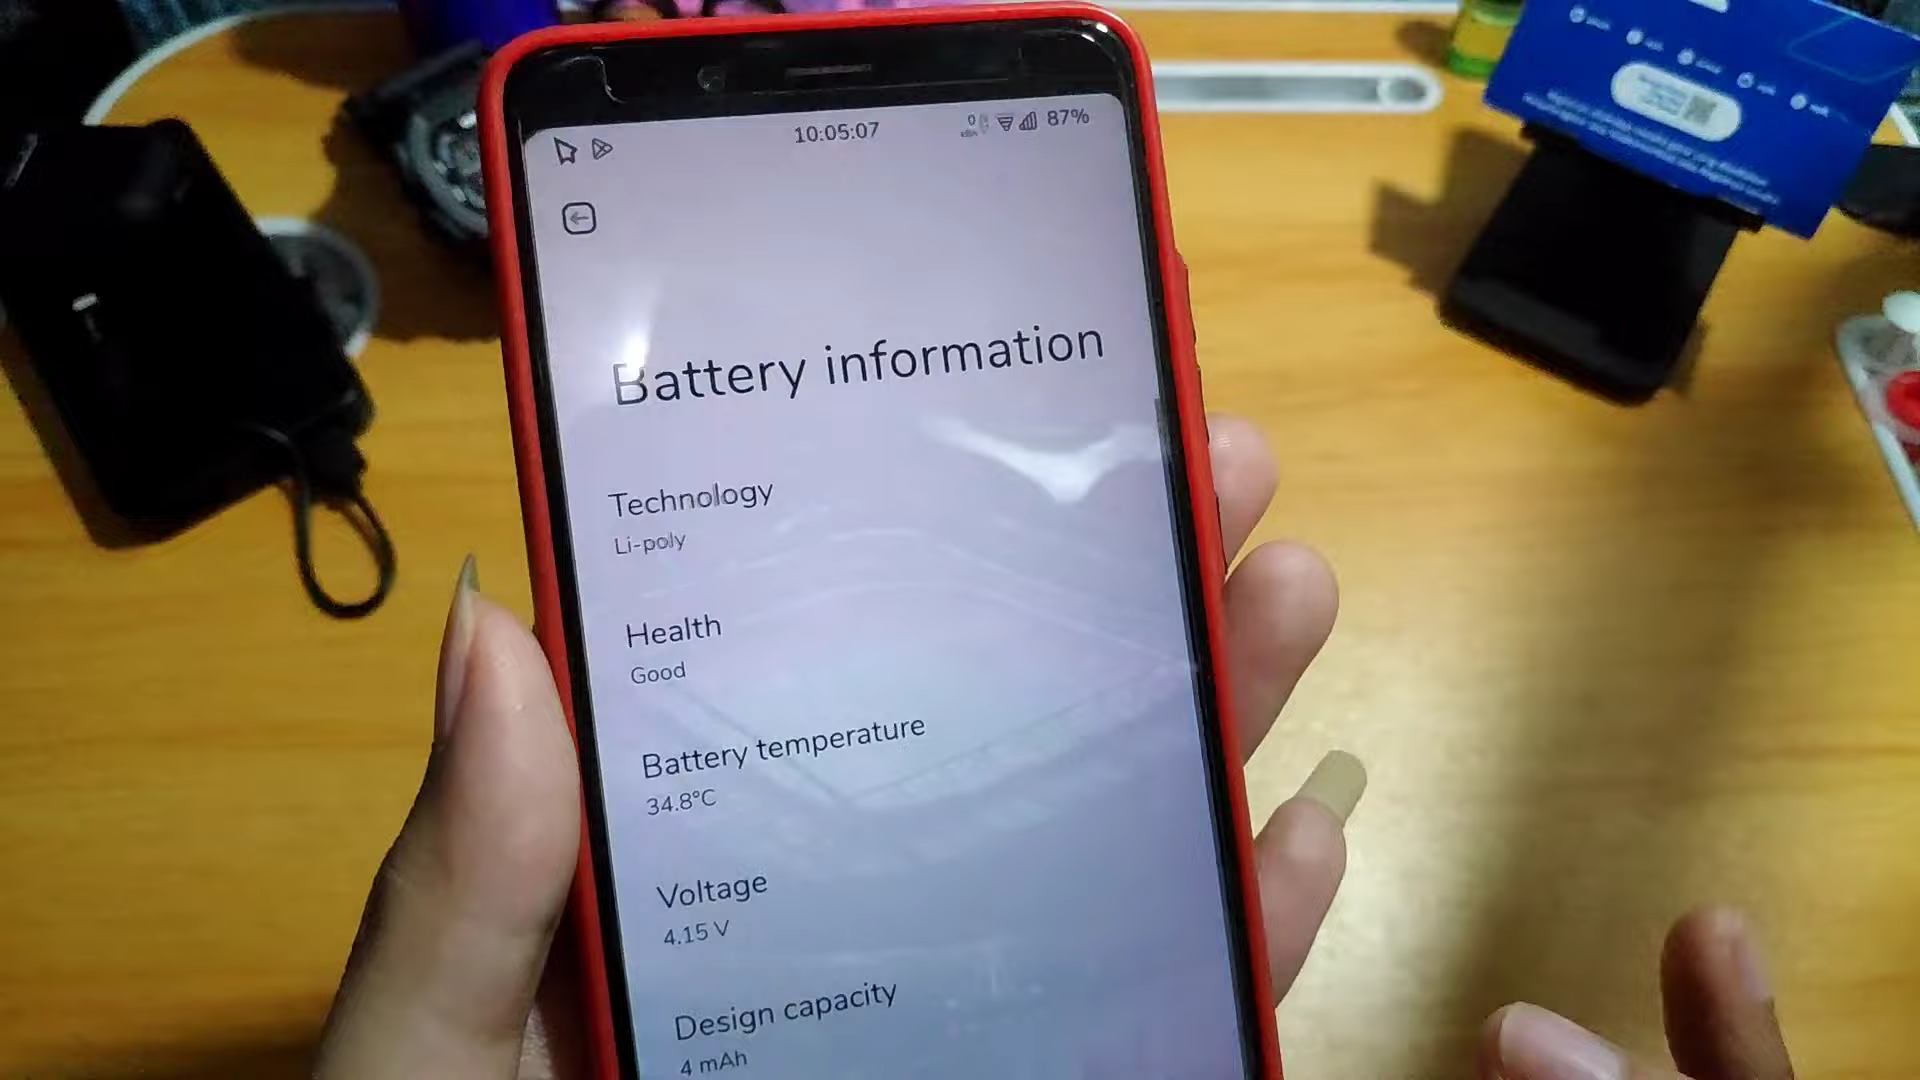 10:05:07
0
87%
Battery information
Technology
Li-poly
Health
Good
Battery temperature
34.8°C
Voltage
4.15 V
Design capacity
4 mAh